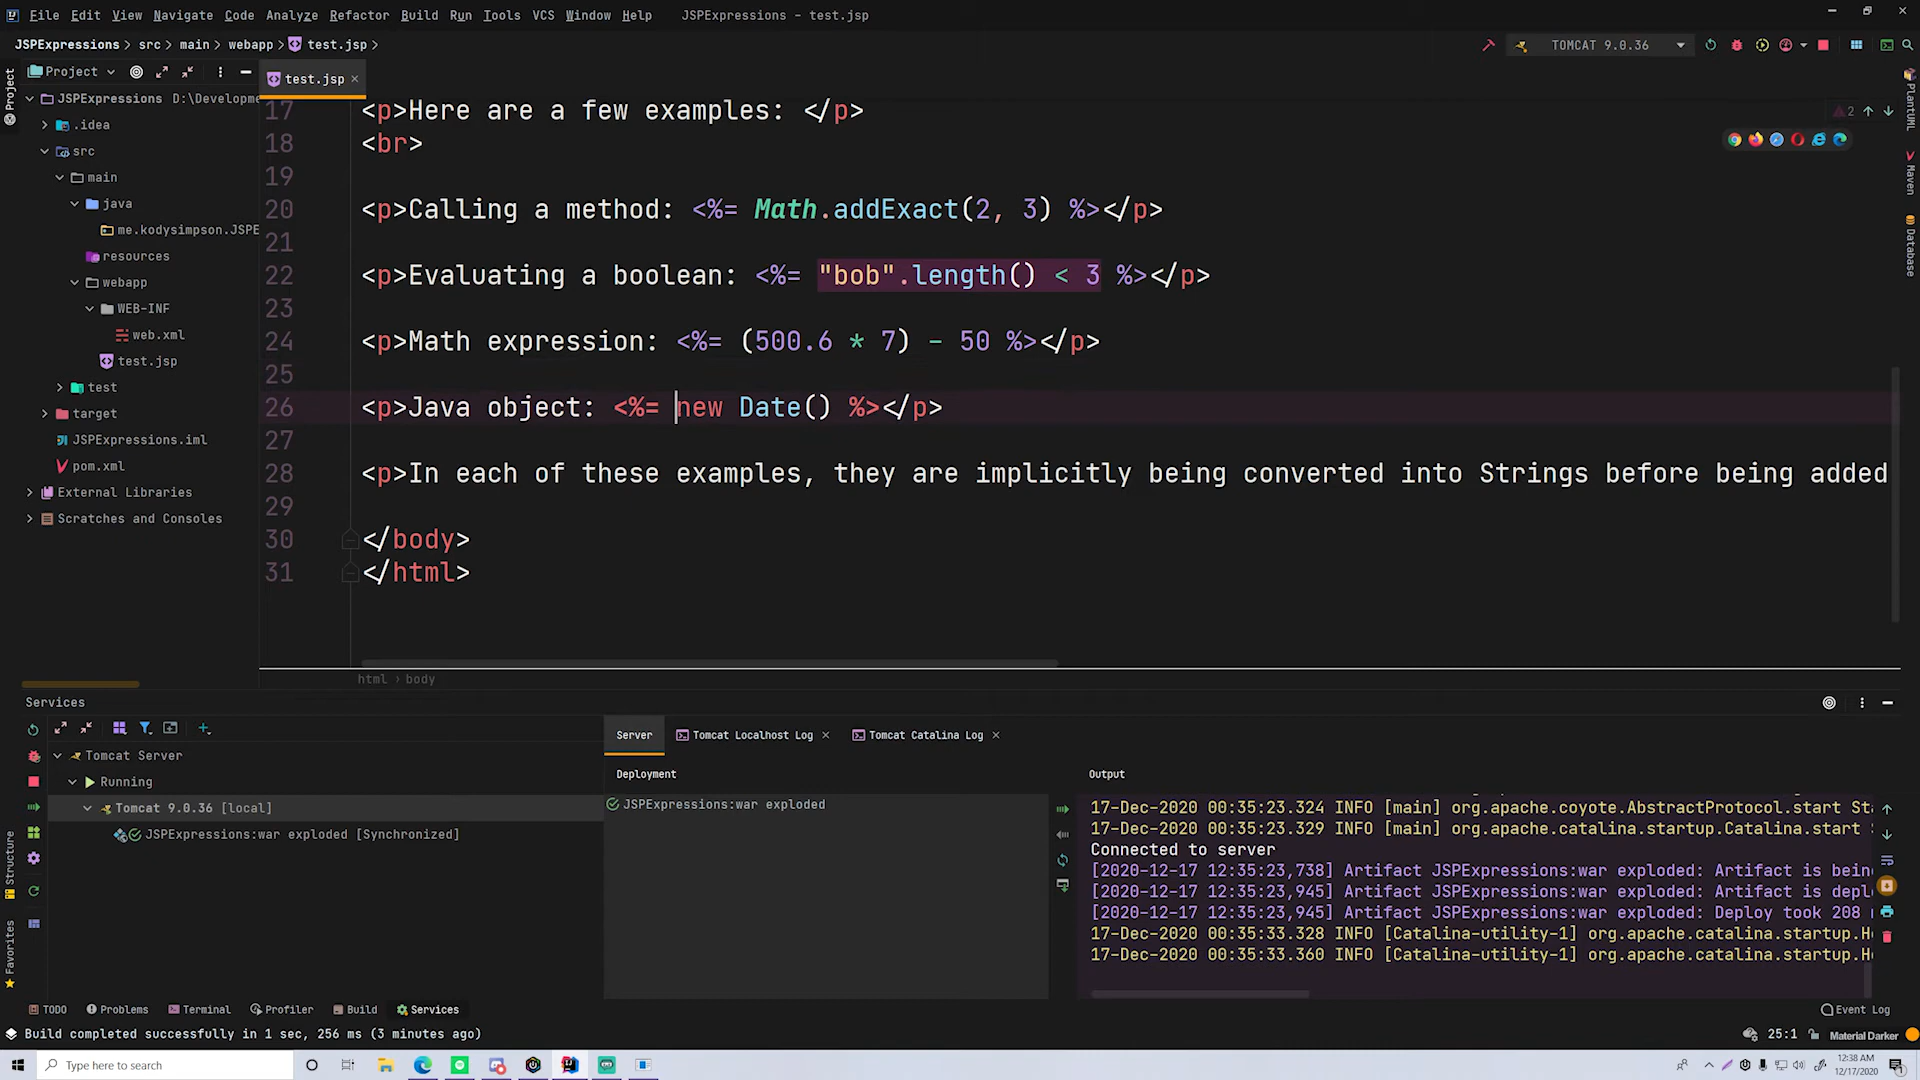 File Edit View Navigate Code Analyze Refactor Build Run Tools VCS Window Help JSPExpressions - test.jsp
JSPExpressions src main webapp test.jsp
TOMCAT 9.0.36
Project
test.jsp
Project
JSPExpressions D:\Developme
.idea
src
main
java
me.kodysimpson.JSPE
resources
webapp
WEB-INF
web.xml
test.jsp
test
target
JSPExpressions.iml
pom.xml
External Libraries
Scratches and Consoles
17 <p>Here are a few examples: </p>
18 <br>
19
20 <p>Calling a method: <%= Math.addExact(2, 3) %></p>
21
22 <p>Evaluating a boolean: <%= "bob".length() < 3 %></p>
23
24 <p>Math expression: <%= (500.6 * 7) - 50 %></p>
25
26 <p>Java object: <%= new Date() %></p>
27
28 <p>In each of these examples, they are implicitly being converted into Strings before being added
29
30 </body>
31 </html>
2
PlantUML
Maven
Database
html › body
Services
Tomcat Server
Running
Tomcat 9.0.36 [local]
JSPExpressions:war exploded [Synchronized]
Server Tomcat Localhost Log Tomcat Catalina Log
Deployment
JSPExpressions:war exploded
Output
17-Dec-2020 00:35:23.324 INFO [main] org.apache.coyote.AbstractProtocol.start Sta
17-Dec-2020 00:35:23.329 INFO [main] org.apache.catalina.startup.Catalina.start
Connected to server
[2020-12-17 12:35:23,738] Artifact JSPExpressions:war exploded: Artifact is bein
[2020-12-17 12:35:23,945] Artifact JSPExpressions:war exploded: Artifact is depl
[2020-12-17 12:35:23,945] Artifact JSPExpressions:war exploded: Deploy took 208
17-Dec-2020 00:35:33.328 INFO [Catalina-utility-1] org.apache.catalina.startup.Ho
17-Dec-2020 00:35:33.360 INFO [Catalina-utility-1] org.apache.catalina.startup.Ho
Structure
Favorites
TODO Problems Terminal Profiler Build Services Event Log
Build completed successfully in 1 sec, 256 ms (3 minutes ago)
25:1 Material Darker
Type here to search
12:38 AM
12/17/2020